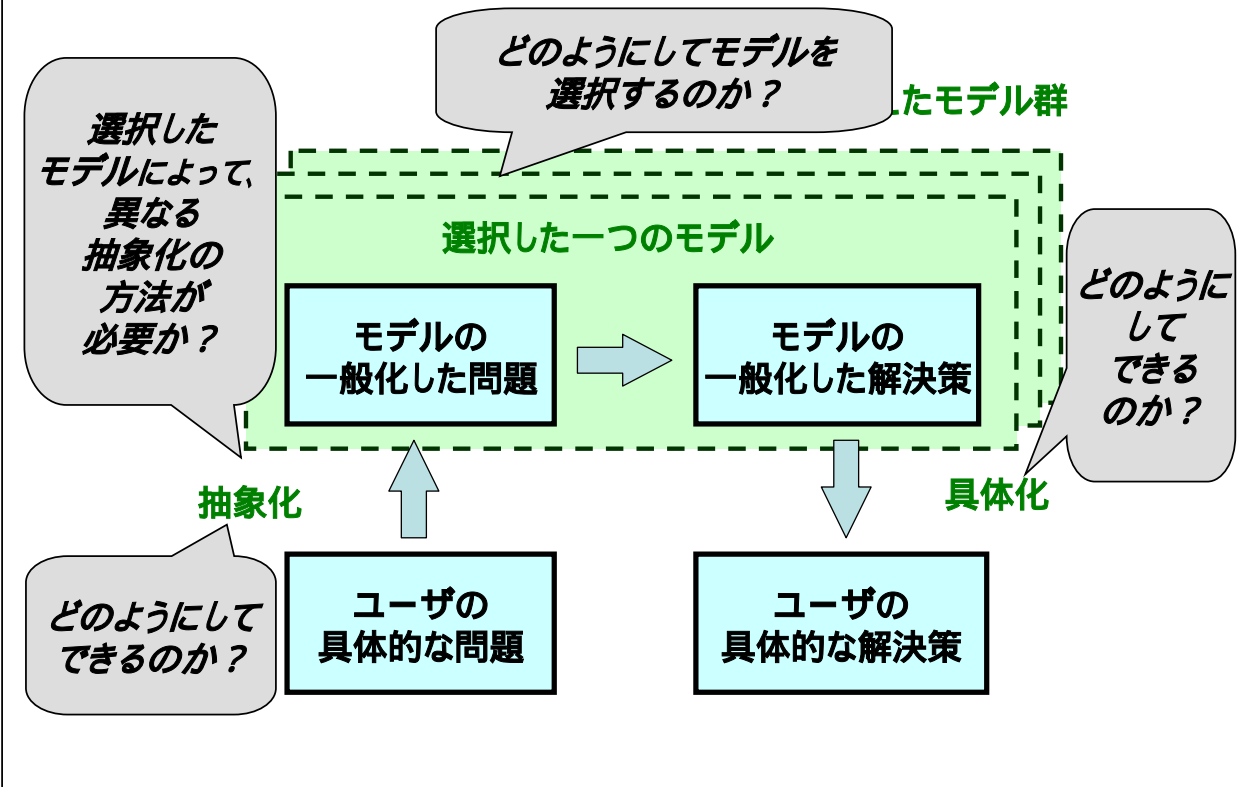 どのようにしてモデルを
選択するのか？
たモデル群
選択した
モデルによって、
異なる
抽象化の
方法が
必要か？
選択した一つのモデル
どのように
して
できる
のか？
モデルの
一般化した問題
モデルの
一般化した解決策
抽象化
具体化
どのようにして
できるのか？
ユーザの
具体的な問題
ユーザの
具体的な解決策